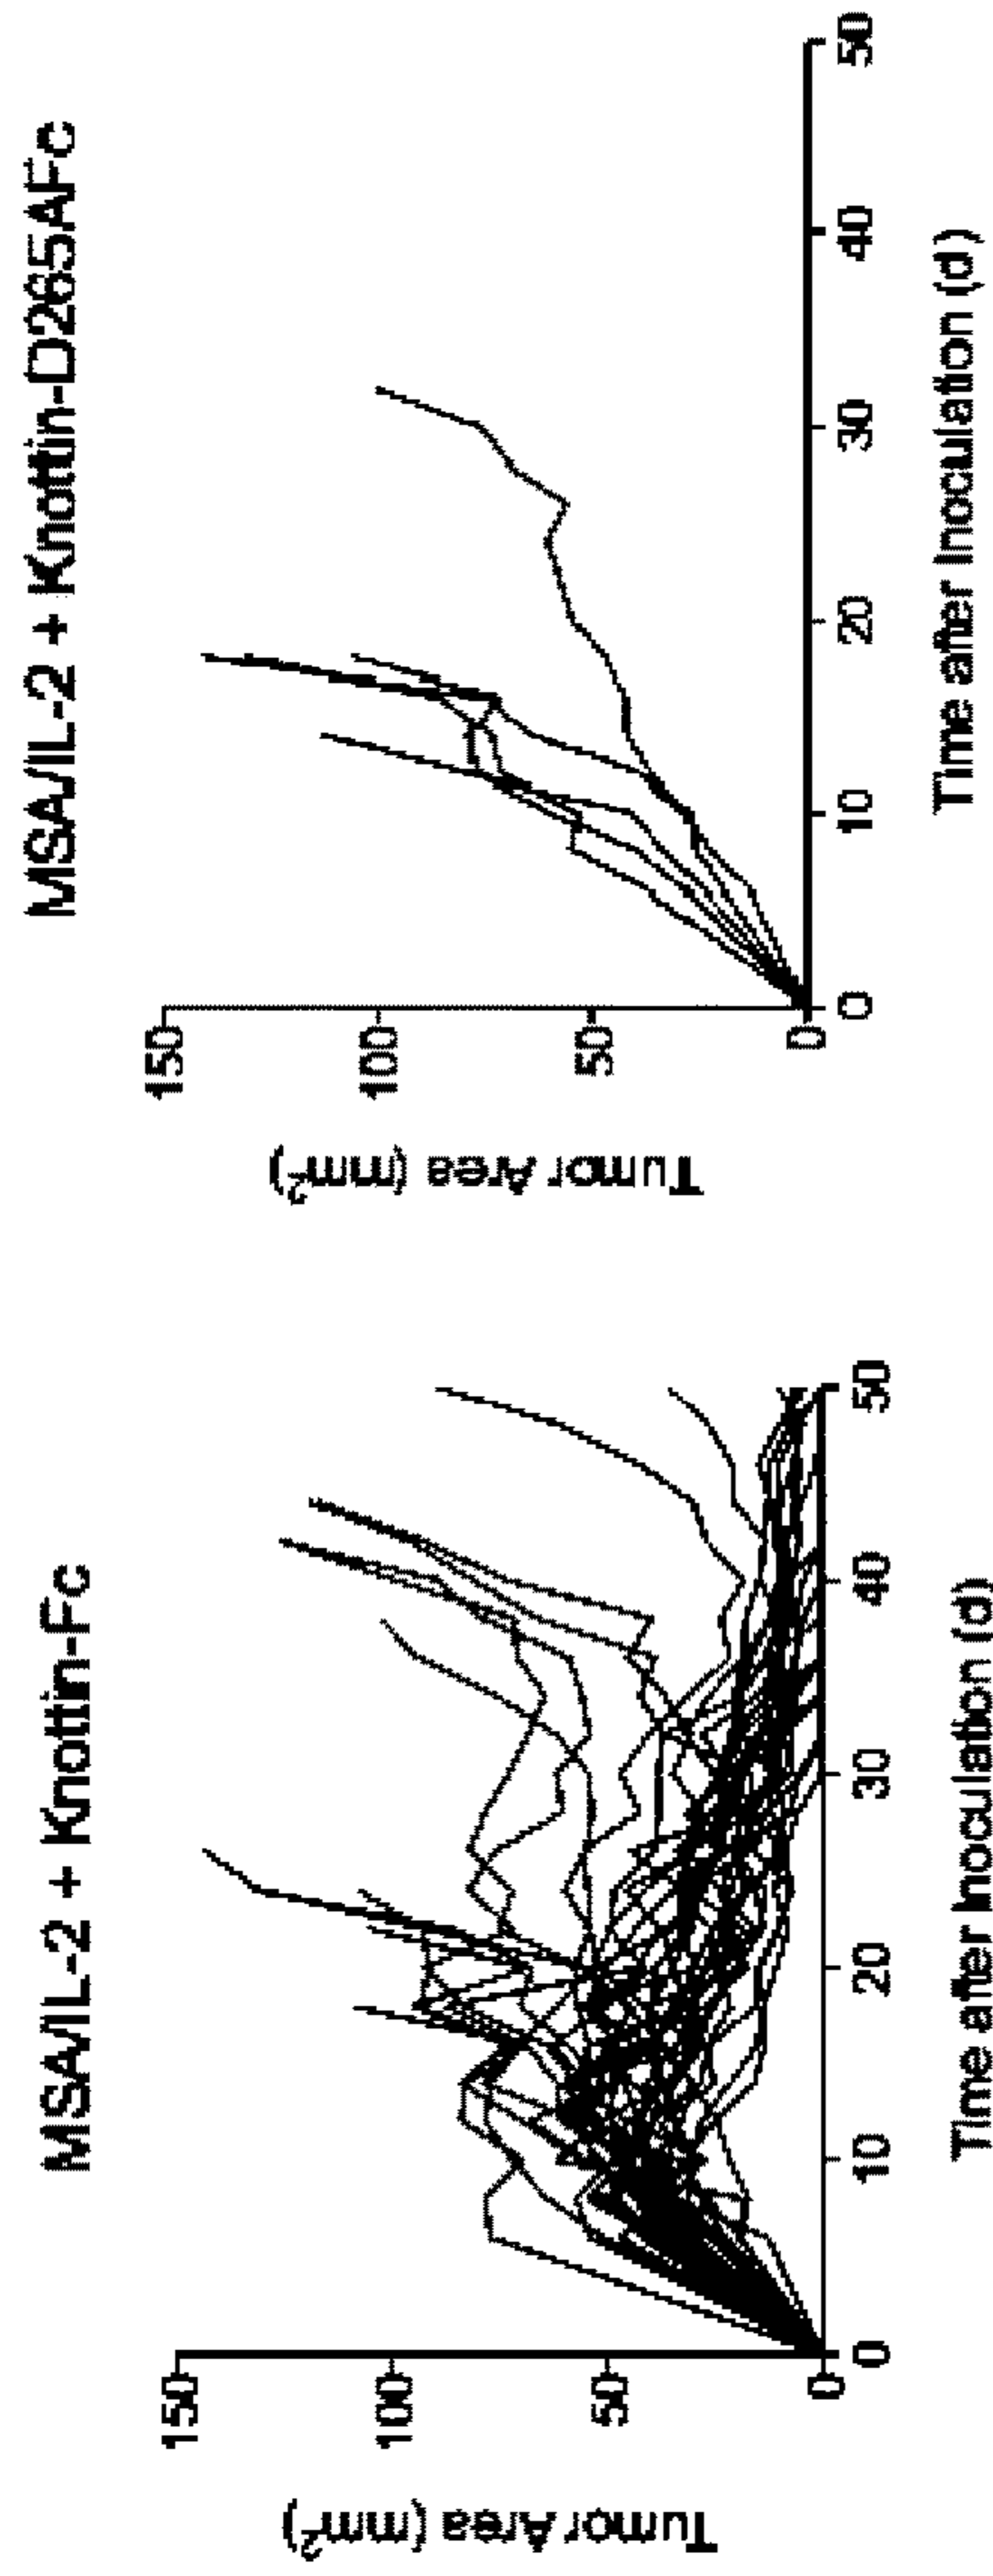 MSA/IL-2 + Knottin-Fc
Tumor Area (mm²)
150
100
50
0
0 10 20 30 40 50
Time after Inoculation (d)
MSA/IL-2 + Knottin-D265AFc
Tumor Area (mm²)
150
100
50
0
0 10 20 30 40 50
Time after Inoculation (d)